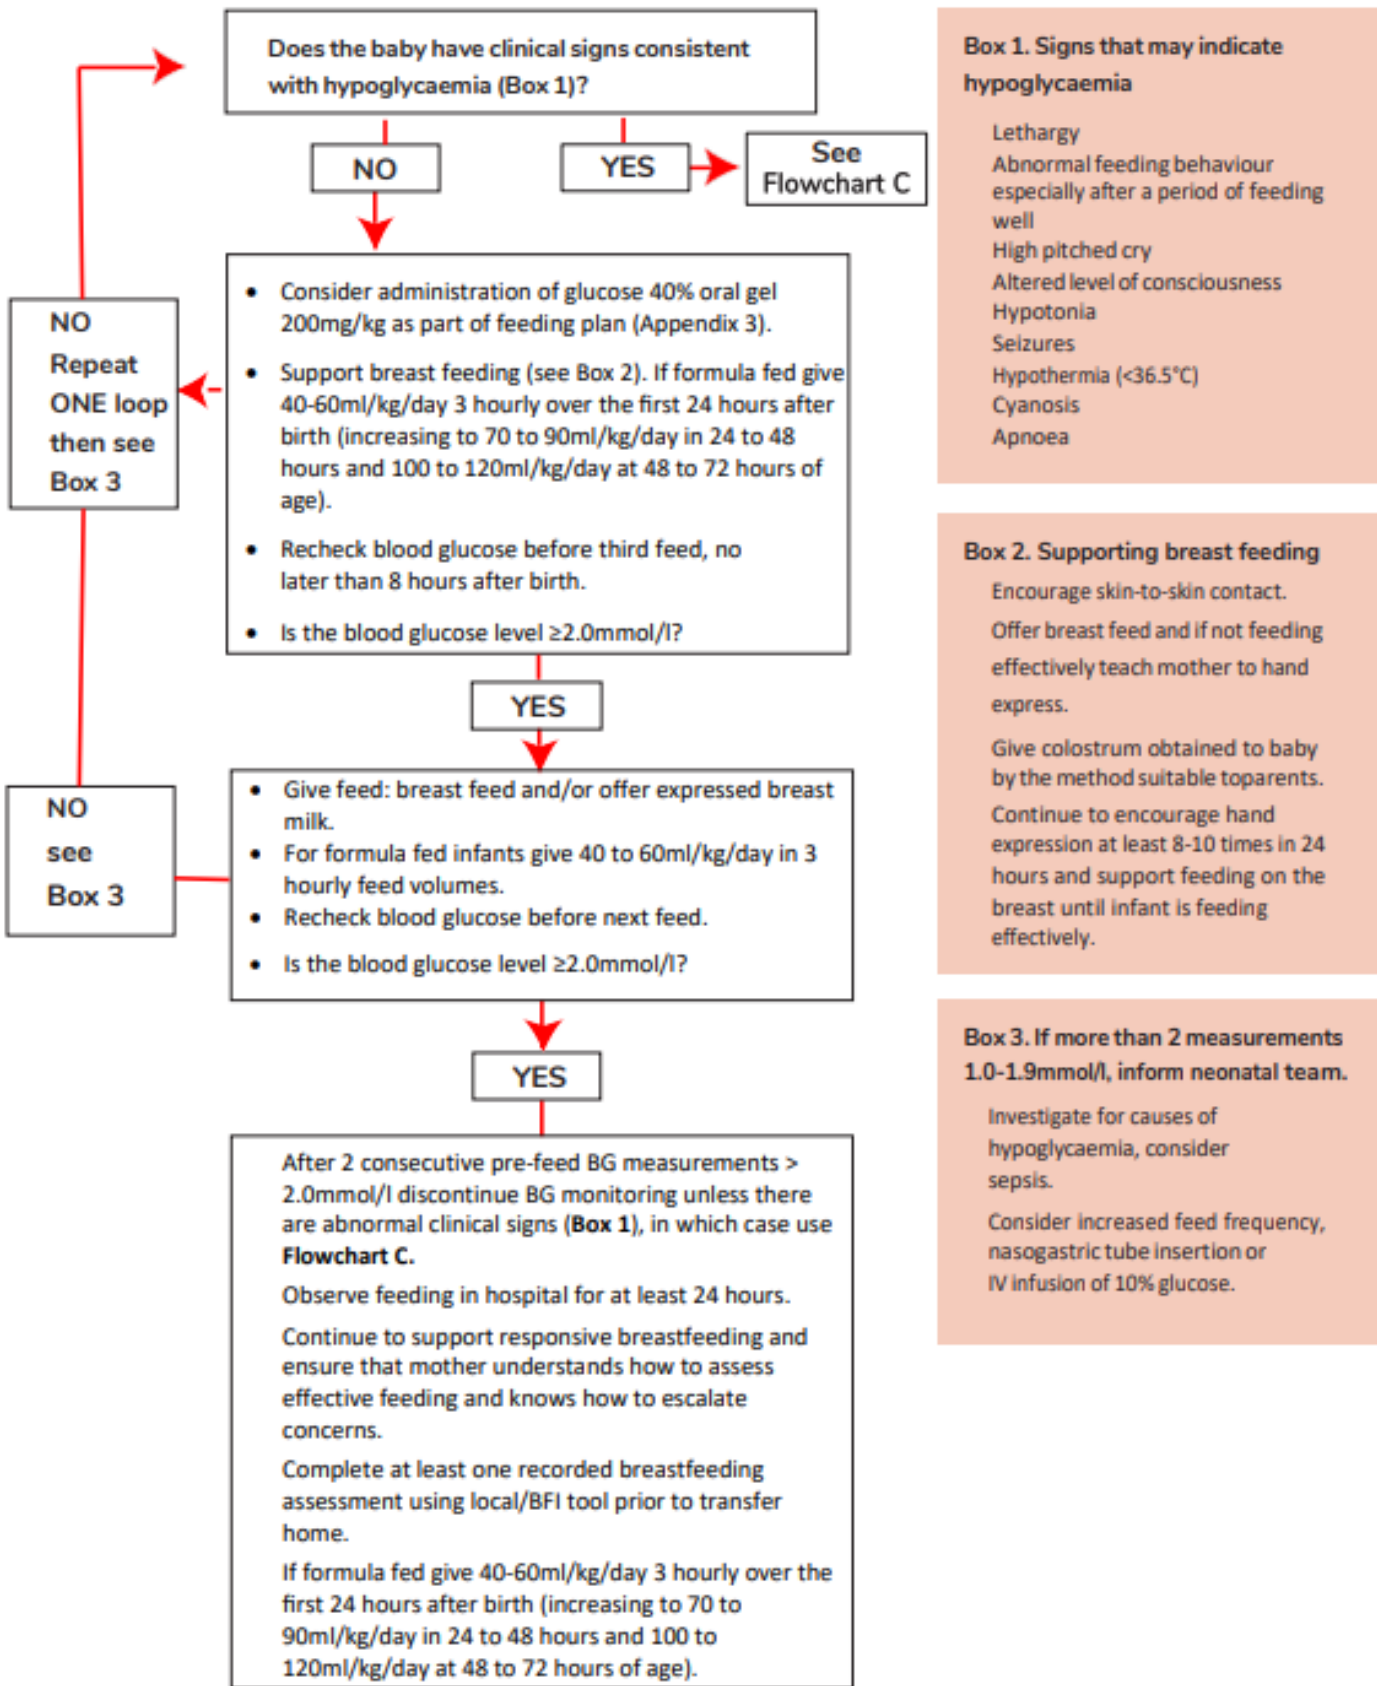 Does the baby have clinical signs consistent
with hypoglycaemia (Box 1)?
NO
YES
See
Flowchart C
• Consider administration of glucose 40% oral gel
200mg/kg as part of feeding plan (Appendix 3).
• Support breast feeding (see Box 2). If formula fed give
40-60ml/kg/day 3 hourly over the first 24 hours after
birth (increasing to 70 to 90ml/kg/day in 24 to 48
hours and 100 to 120ml/kg/day at 48 to 72 hours of
age).
• Recheck blood glucose before third feed, no
later than 8 hours after birth.
• Is the blood glucose level ≥2.0mmol/l?
NO
Repeat
ONE loop
then see
Box 3
YES
• Give feed: breast feed and/or offer expressed breast
milk.
• For formula fed infants give 40 to 60ml/kg/day in 3
hourly feed volumes.
• Recheck blood glucose before next feed.
• Is the blood glucose level ≥2.0mmol/l?
NO
see
Box 3
YES
After 2 consecutive pre-feed BG measurements >
2.0mmol/l discontinue BG monitoring unless there
are abnormal clinical signs (Box 1), in which case use
Flowchart C.
Observe feeding in hospital for at least 24 hours.
Continue to support responsive breastfeeding and
ensure that mother understands how to assess
effective feeding and knows how to escalate
concerns.
Complete at least one recorded breastfeeding
assessment using local/BFI tool prior to transfer
home.
If formula fed give 40-60ml/kg/day 3 hourly over the
first 24 hours after birth (increasing to 70 to
90ml/kg/day in 24 to 48 hours and 100 to
120ml/kg/day at 48 to 72 hours of age).
Box 1. Signs that may indicate
hypoglycaemia
Lethargy
Abnormal feeding behaviour
especially after a period of feeding
well
High pitched cry
Altered level of consciousness
Hypotonia
Seizures
Hypothermia (<36.5°C)
Cyanosis
Apnoea
Box 2. Supporting breast feeding
Encourage skin-to-skin contact.
Offer breast feed and if not feeding
effectively teach mother to hand
express.
Give colostrum obtained to baby
by the method suitable toparents.
Continue to encourage hand
expression at least 8-10 times in 24
hours and support feeding on the
breast until infant is feeding
effectively.
Box 3. If more than 2 measurements
1.0-1.9mmol/l, inform neonatal team.
Investigate for causes of
hypoglycaemia, consider
sepsis.
Consider increased feed frequency,
nasogastric tube insertion or
IV infusion of 10% glucose.